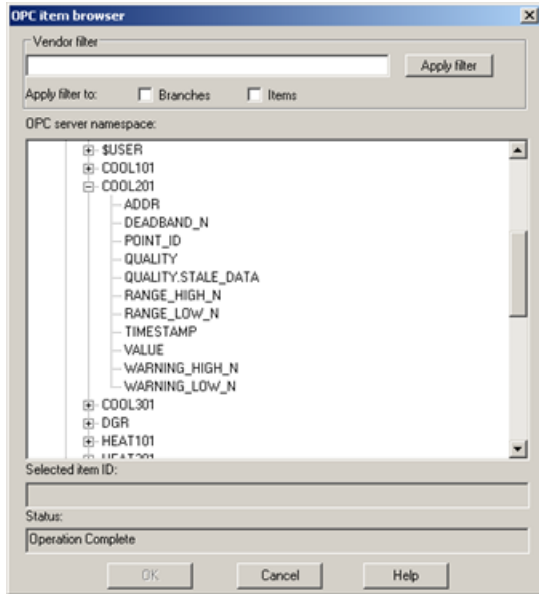 OPC item browser
Vendor filter
Apply filter
Apply filter to: Branches Items
OPC server namespace:
$USER
COOL101
COOL201
ADDR
DEADBAND_N
POINT_ID
QUALITY
QUALITY.STALE_DATA
RANGE_HIGH_N
RANGE_LOW_N
TIMESTAMP
VALUE
WARNING_HIGH_N
WARNING_LOW_N
COOL301
DGR
HEAT101
Selected item ID:
Status:
Operation Complete
OK Cancel Help